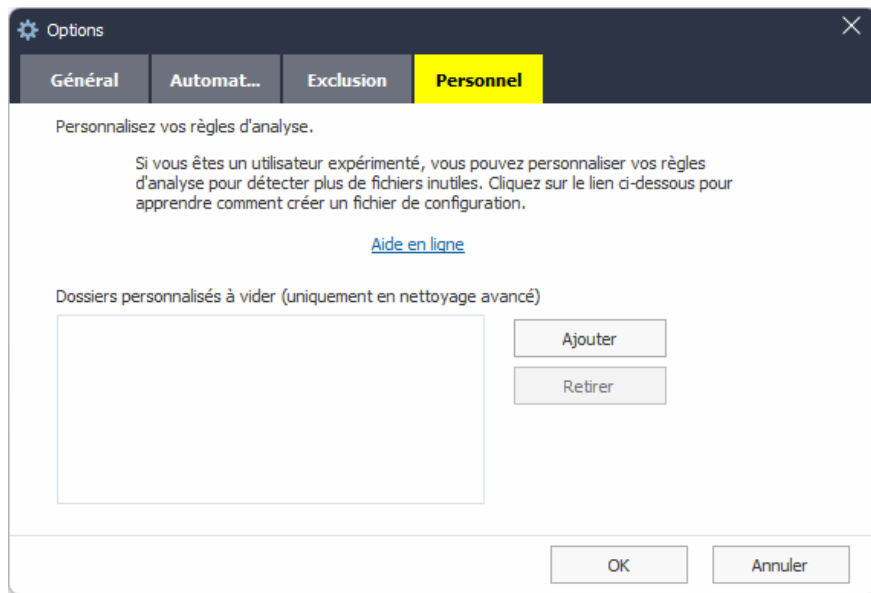 Options
Général
Automat...
Exclusion
Personnel
Personnalisez vos règles d'analyse.
Si vous êtes un utilisateur expérimenté, vous pouvez personnaliser vos règles
d'analyse pour détecter plus de fichiers inutiles. Cliquez sur le lien ci-dessous pour
apprendre comment créer un fichier de configuration.
Aide en ligne
Dossiers personnalisés à vider (uniquement en nettoyage avancé)
Ajouter
Retirer
OK
Annuler